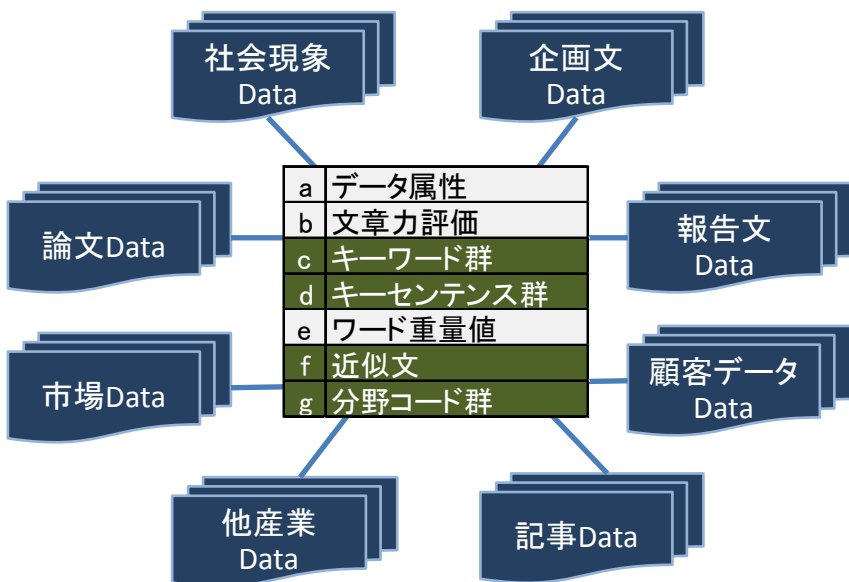 社会現象
Data
企画文
Data
論文Data
a データ属性
b 文章力評価
c キーワード群
d キーセンテンス群
e ワード重量値
f 近似文
g 分野コード群
報告文
Data
市場Data
顧客データ
Data
他産業
Data
記事Data